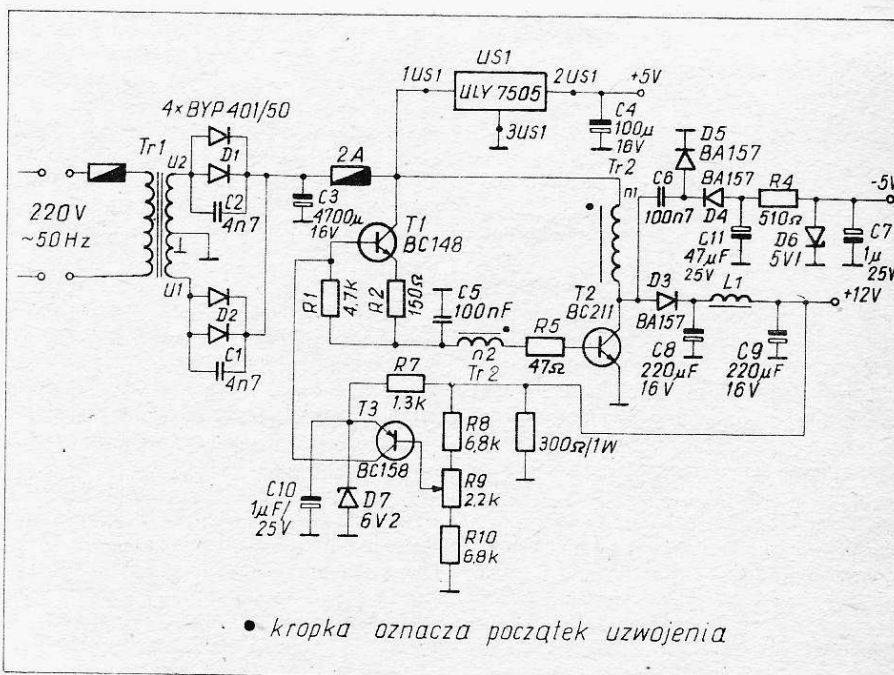 US1
1US1
ULY 7505
2US1
+5V
3US1
C4
100µ
16V
4×BYP 401/50
Tr1
U2
D1
C2
4n7
220V
~50Hz
U1
D2
C1
4n7
2A
C3
4700µ
16V
T1
BC148
R1
4,7k
R2
150Ω
C5
100nF
n2
Tr2
R5
47Ω
Tr2
n1
T2
BC211
C6
100n7
D5
BA157
BA157
D4
R4
510Ω
-5V
C11
47µF
25V
D6
5V1
C7
1µ
25V
D3
BA157
L1
+12V
C8
220µF
16V
C9
220µF
16V
R7
1.3k
T3
BC158
C10
1µF/
25V
D7
6V2
R8
6,8k
R9
2,2k
R10
6,8k
300Ω/1W
• kropka oznacza początek uzwojenia